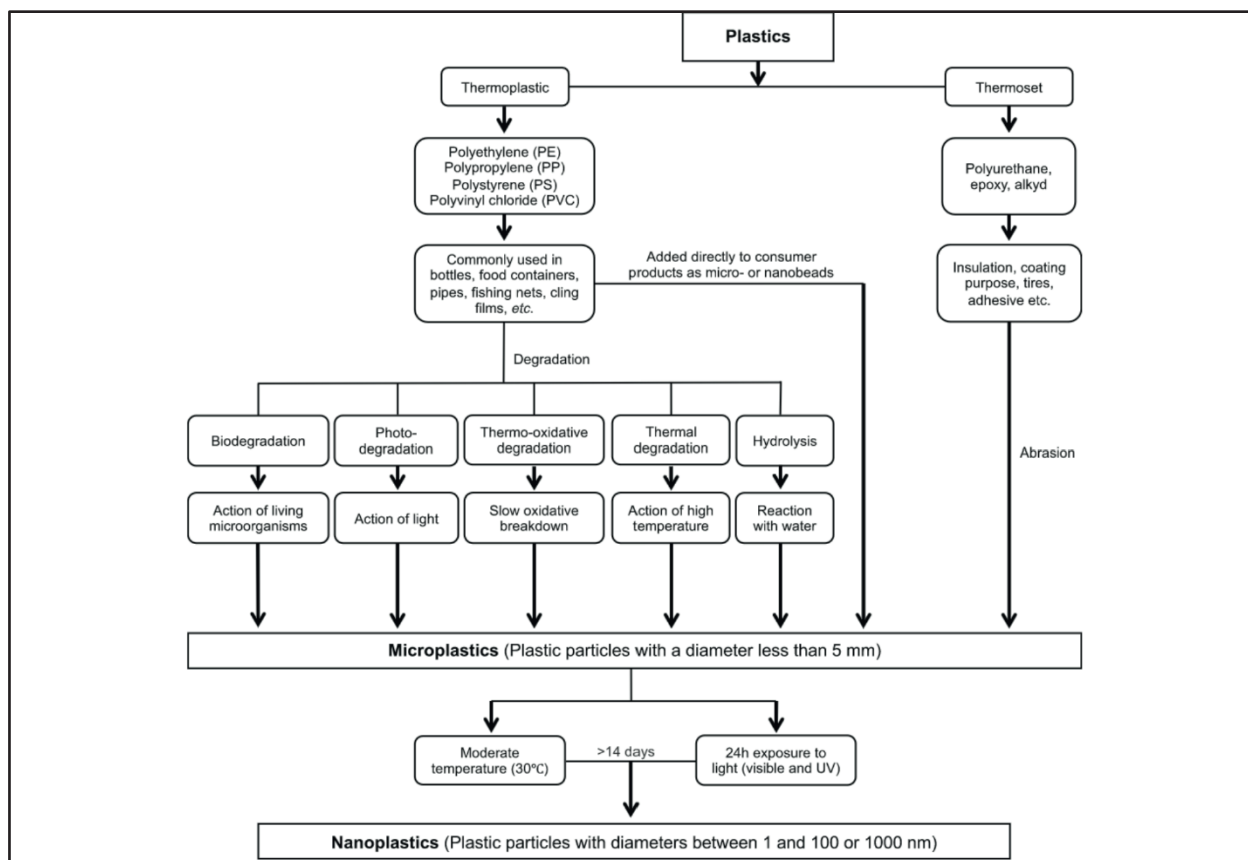 Plastics
Thermoplastic
Thermoset
Polyethylene (PE)
Polypropylene (PP)
Polystyrene (PS)
Polyvinyl chloride (PVC)
Polyurethane,
epoxy, alkyd
Commonly used in
bottles, food containers,
pipes, fishing nets, cling
films, etc.
Added directly to consumer
products as micro- or nanobeads
Insulation, coating
purpose, tires,
adhesive etc.
Degradation
Biodegradation
Photo-
degradation
Thermo-oxidative
degradation
Thermal
degradation
Hydrolysis
Abrasion
Action of living
microorganisms
Action of light
Slow oxidative
breakdown
Action of high
temperature
Reaction
with water
Microplastics (Plastic particles with a diameter less than 5 mm)
Moderate
temperature (30℃)
>14 days
24h exposure to
light (visible and UV)
Nanoplastics (Plastic particles with diameters between 1 and 100 or 1000 nm)